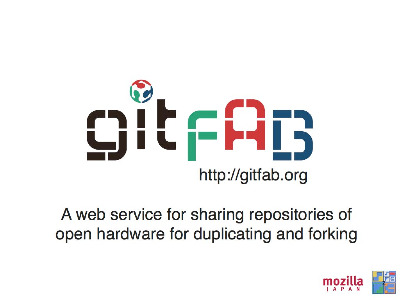 gitFAB
http://gitfab.org
A web service for sharing repositories of
open hardware for duplicating and forking
mozilla
JAPAN